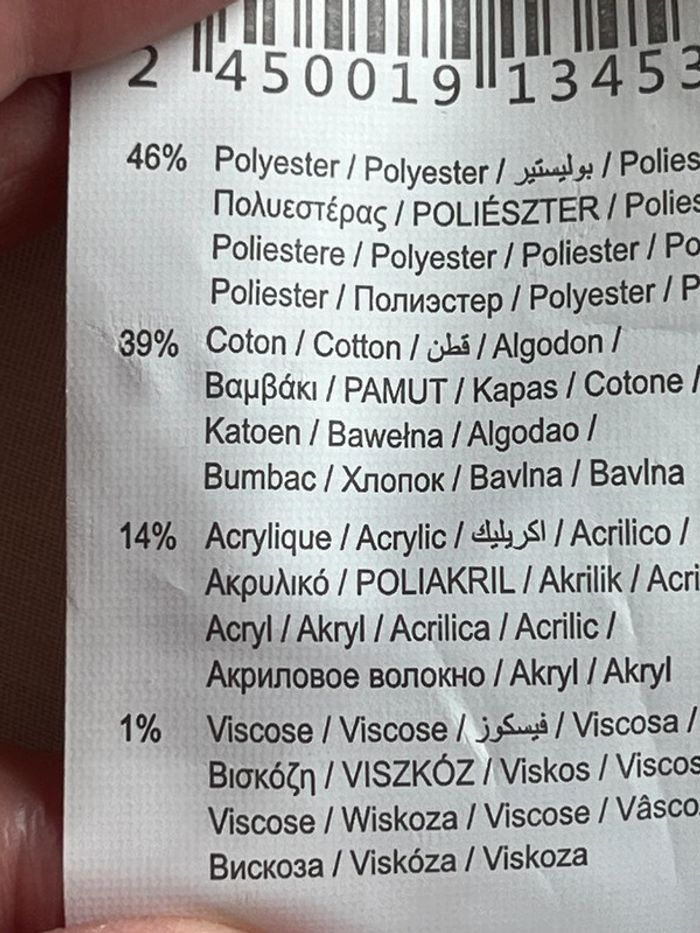 2 450019 13453
46% Polyester / Polyester / بوليستير / Polies
Πολυεστέρας / POLIÉSZTER / Polies
Poliestere / Polyester / Poliester / Po
Poliester / Полиэстер / Polyester / P
39% Coton / Cotton / قطن / Algodon /
Βαμβάκι / PAMUT / Kapas / Cotone /
Katoen / Bawełna / Algodao /
Bumbac / Хлопок / Bavlna / Bavlna
14% Acrylique / Acrylic / اكريليك / Acrilico /
Ακρυλικό / POLIAKRIL / Akrilik / Acri
Acryl / Akryl / Acrilica / Acrilic /
Акриловое волокно / Akryl / Akryl
1% Viscose / Viscose / فيسكوز / Viscosa /
Βισκόζη / VISZKÓZ / Viskos / Viscos
Viscose / Wiskoza / Viscose / Vâsco
Вискоза / Viskóza / Viskoza